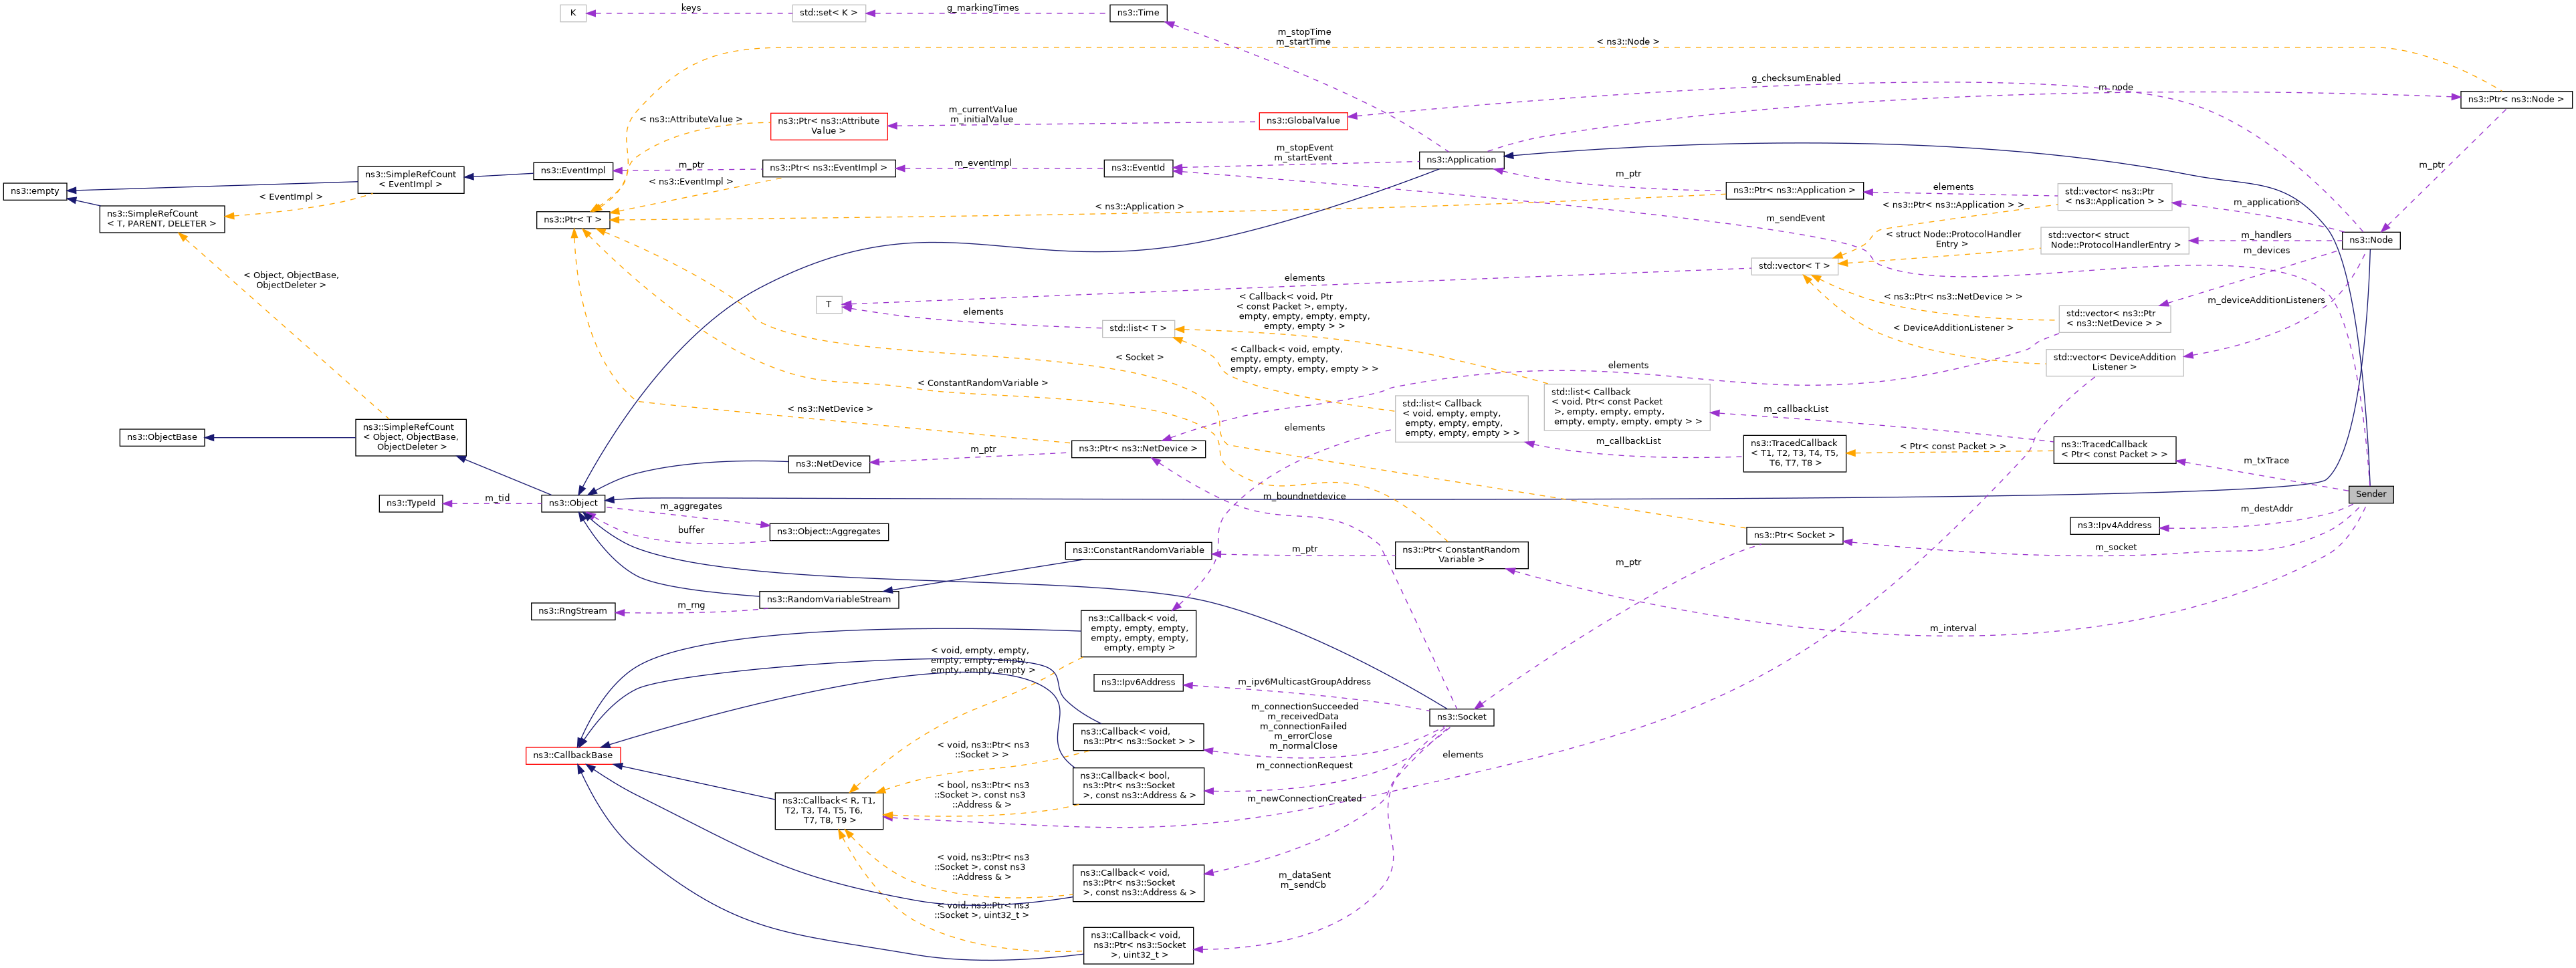 K
keys
std::set< K >
g_markingTimes
ns3::Time
m_stopTime
m_startTime
< ns3::Node >
g_checksumEnabled
m_node
ns3::Ptr< ns3::Node >
m_ptr
< ns3::AttributeValue >
ns3::Ptr< ns3::Attribute
Value >
m_currentValue
m_initialValue
ns3::GlobalValue
ns3::empty
ns3::SimpleRefCount
< EventImpl >
ns3::EventImpl
m_ptr
ns3::Ptr< ns3::EventImpl >
m_eventImpl
ns3::EventId
m_stopEvent
m_startEvent
ns3::Application
m_ptr
ns3::Ptr< ns3::Application >
elements
std::vector< ns3::Ptr
< ns3::Application > >
m_applications
< EventImpl >
< ns3::EventImpl >
ns3::SimpleRefCount
< T, PARENT, DELETER >
ns3::Ptr< T >
< ns3::Application >
m_sendEvent
< ns3::Ptr< ns3::Application > >
< struct Node::ProtocolHandler
Entry >
std::vector< struct
Node::ProtocolHandlerEntry >
m_handlers
ns3::Node
m_devices
< Object, ObjectBase,
ObjectDeleter >
std::vector< T >
elements
T
elements
std::list< T >
< Callback< void, Ptr
< const Packet >, empty,
empty, empty, empty, empty,
empty, empty > >
< ns3::Ptr< ns3::NetDevice > >
std::vector< ns3::Ptr
< ns3::NetDevice > >
m_deviceAdditionListeners
< DeviceAdditionListener >
std::vector< DeviceAddition
Listener >
< Socket >
< Callback< void, empty,
empty, empty, empty,
empty, empty, empty, empty > >
elements
< ConstantRandomVariable >
std::list< Callback
< void, Ptr< const Packet
>, empty, empty, empty,
empty, empty, empty, empty > >
std::list< Callback
< void, empty, empty,
empty, empty, empty,
empty, empty, empty > >
m_callbackList
m_callbackList
< ns3::NetDevice >
elements
ns3::ObjectBase
ns3::SimpleRefCount
< Object, ObjectBase,
ObjectDeleter >
ns3::NetDevice
m_ptr
ns3::Ptr< ns3::NetDevice >
ns3::TracedCallback
< T1, T2, T3, T4, T5,
T6, T7, T8 >
< Ptr< const Packet > >
ns3::TracedCallback
< Ptr< const Packet > >
m_txTrace
Sender
ns3::TypeId
m_tid
ns3::Object
m_aggregates
buffer
ns3::Object::Aggregates
m_boundnetdevice
m_destAddr
ns3::Ipv4Address
ns3::Ptr< Socket >
m_socket
ns3::ConstantRandomVariable
m_ptr
ns3::Ptr< ConstantRandom
Variable >
m_ptr
ns3::RngStream
m_rng
ns3::RandomVariableStream
m_interval
ns3::Callback< void,
empty, empty, empty,
empty, empty, empty,
empty, empty >
< void, empty, empty,
empty, empty, empty,
empty, empty, empty >
ns3::Ipv6Address
m_ipv6MulticastGroupAddress
ns3::Socket
m_connectionSucceeded
m_receivedData
m_connectionFailed
m_errorClose
m_normalClose
ns3::Callback< void,
ns3::Ptr< ns3::Socket > >
ns3::CallbackBase
< void, ns3::Ptr< ns3
::Socket > >
m_connectionRequest
elements
ns3::Callback< bool,
ns3::Ptr< ns3::Socket
>, const ns3::Address & >
< bool, ns3::Ptr< ns3
::Socket >, const ns3
::Address & >
ns3::Callback< R, T1,
T2, T3, T4, T5, T6,
T7, T8, T9 >
m_newConnectionCreated
< void, ns3::Ptr< ns3
::Socket >, const ns3
::Address & >
ns3::Callback< void,
ns3::Ptr< ns3::Socket
>, const ns3::Address & >
m_dataSent
m_sendCb
< void, ns3::Ptr< ns3
::Socket >, uint32_t >
ns3::Callback< void,
ns3::Ptr< ns3::Socket
>, uint32_t >